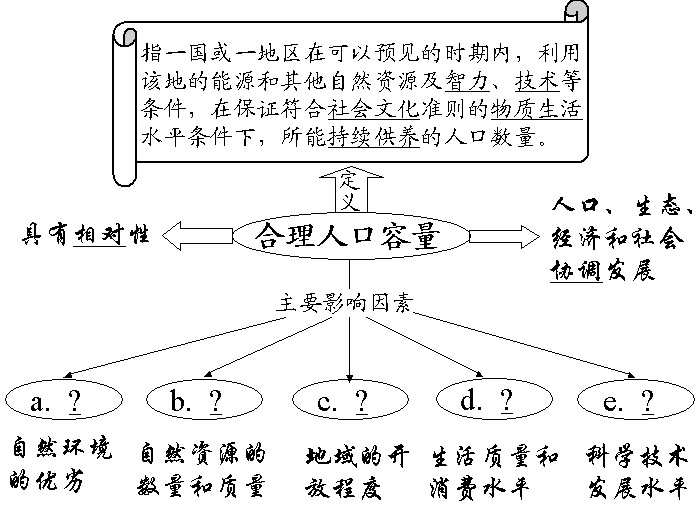 指一国或一地区在可以预见的时期内，利用
该地的能源和其他自然资源及智力、技术等
条件，在保证符合社会文化准则的物质生活
水平条件下，所能持续供养的人口数量。
定义
具有相对性
合理人口容量
人口、生态、
经济和社会
协调发展
主要影响因素
a. ?
b. ?
c. ?
d. ?
e. ?
自然环境
的优劣
自然资源的
数量和质量
地域的开
放程度
生活质量和
消费水平
科学技术
发展水平